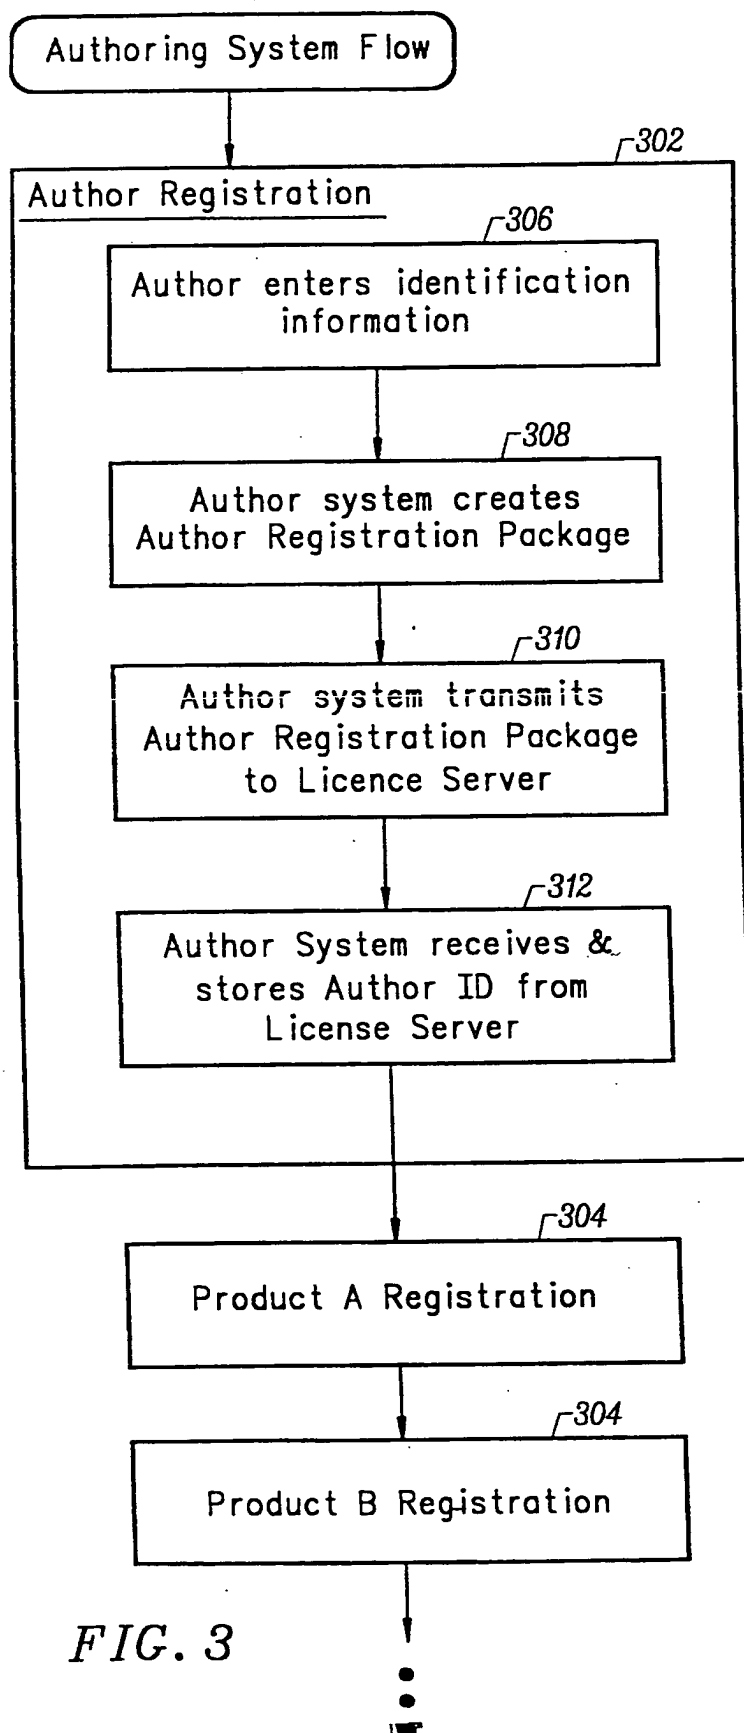 Authoring System Flow
302
Author Registration
306
Author enters identification
information
308
Author system creates
Author Registration Package
310
Author system transmits
Author Registration Package
to Licence Server
312
Author System receives &
stores Author ID from
License Server
304
Product A Registration
304
Product B Registration
FIG. 3